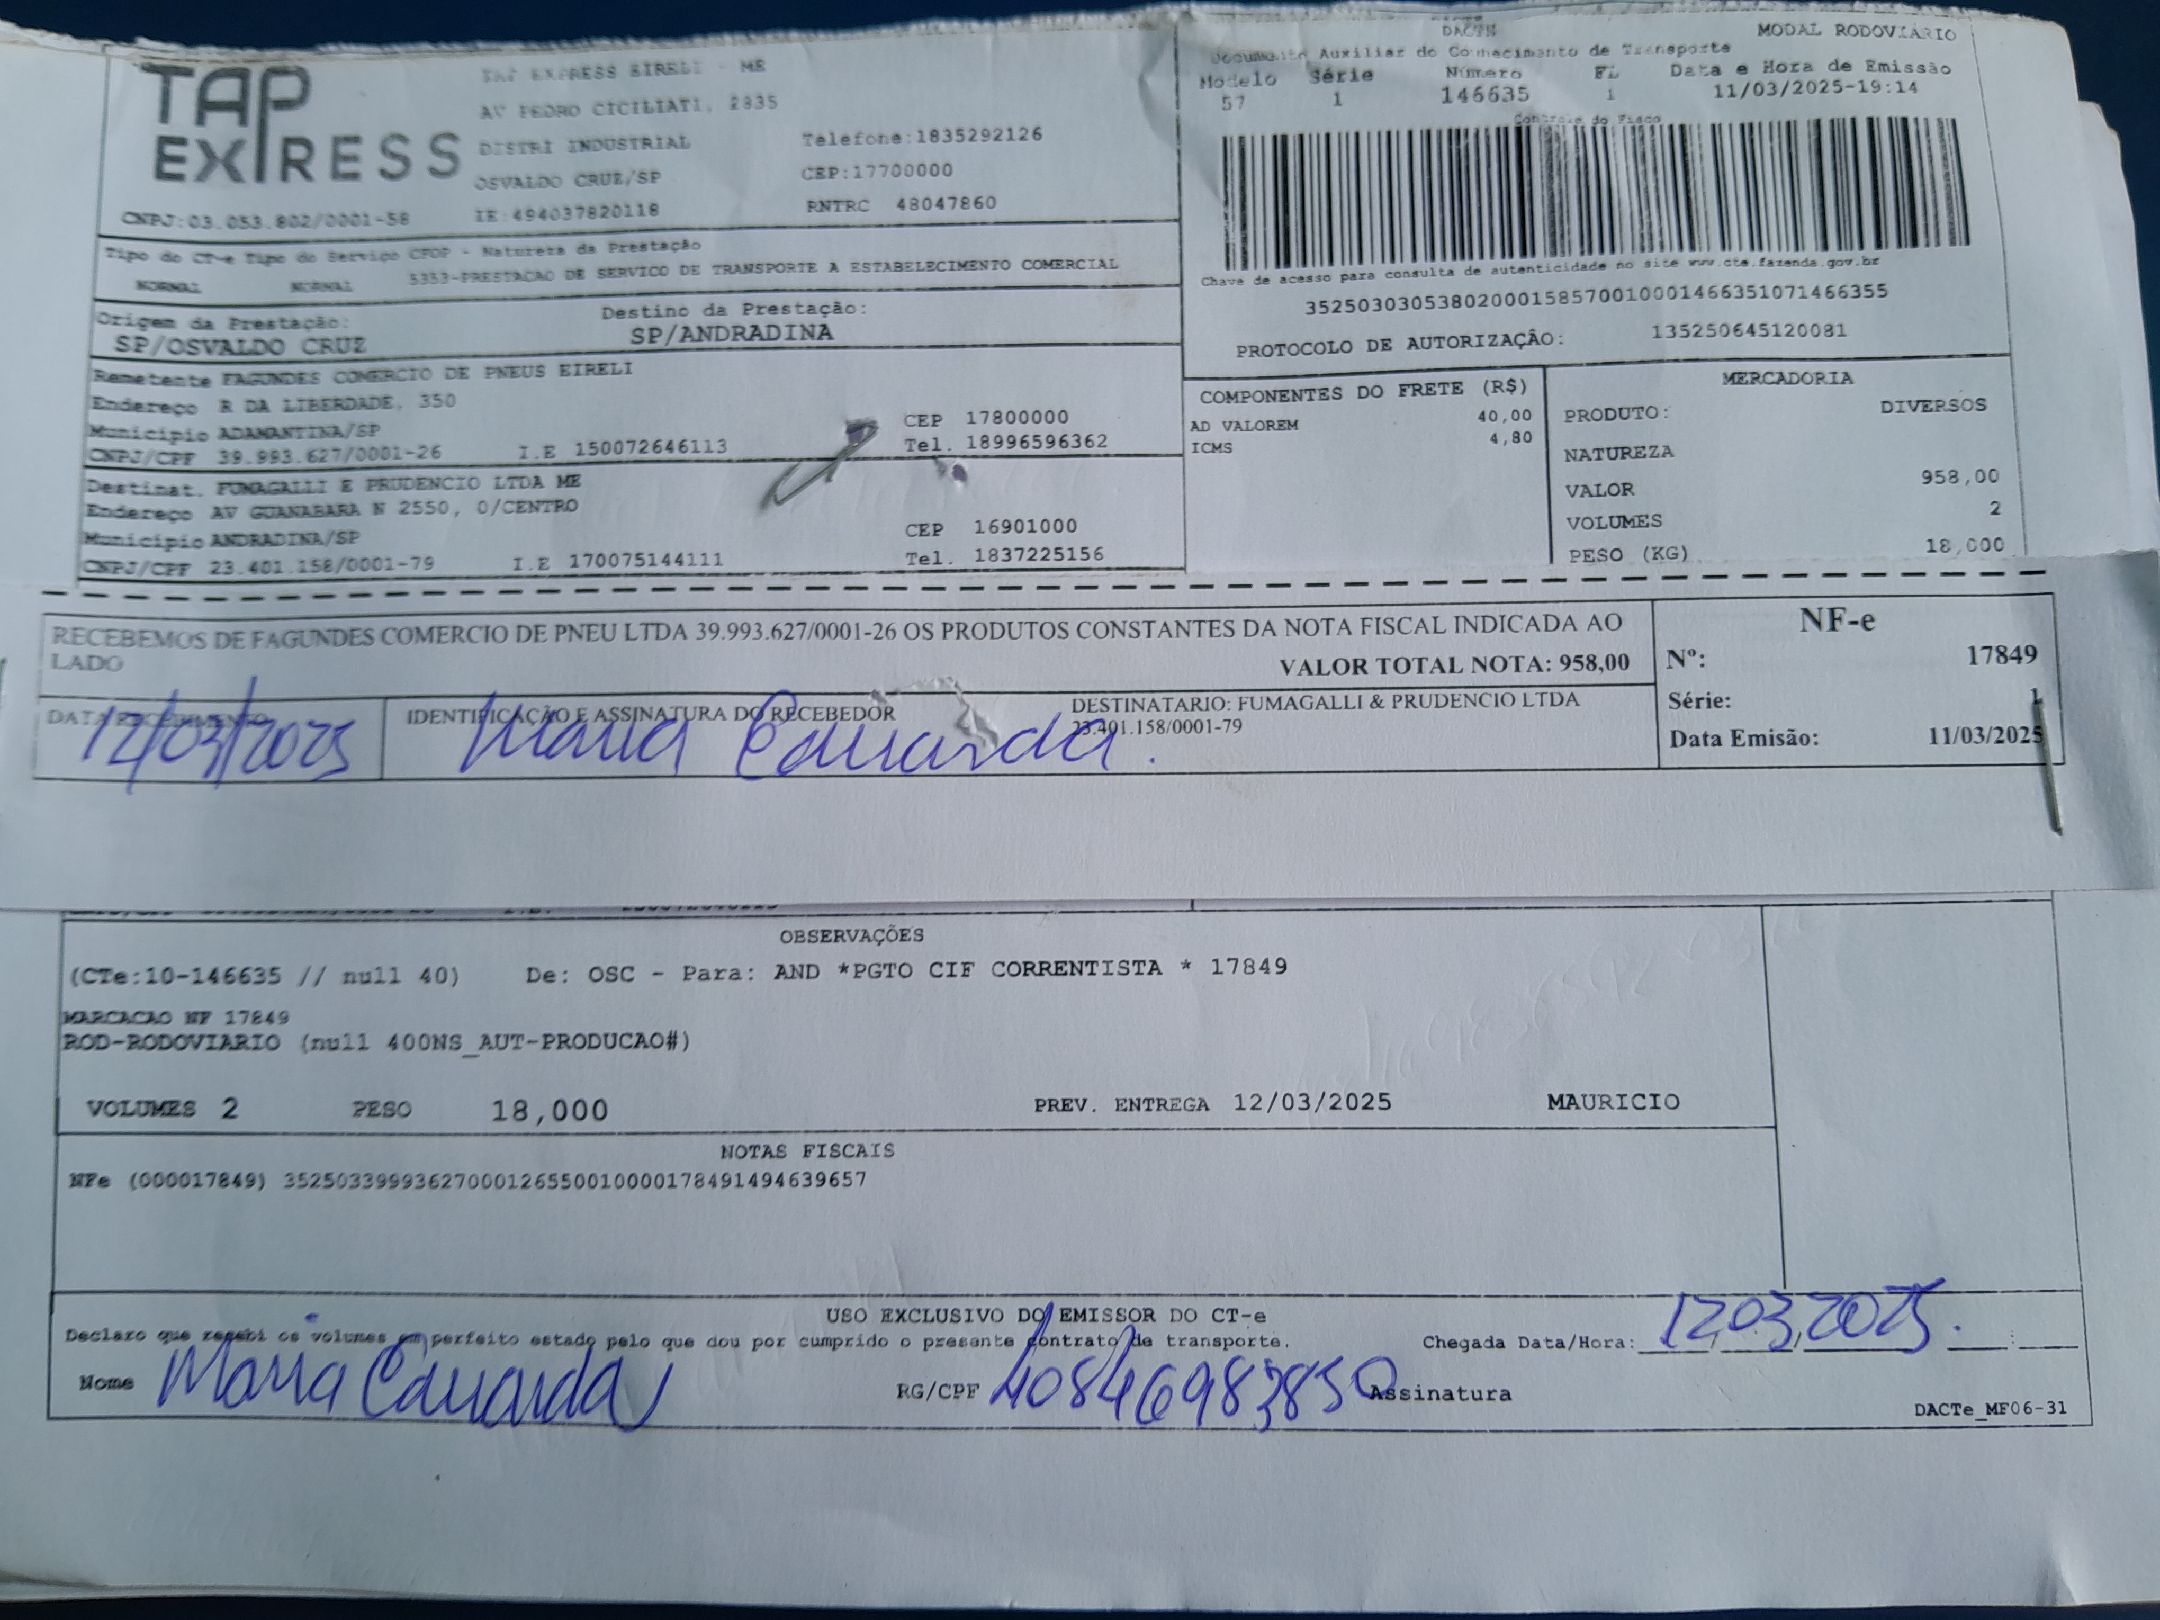 TAP
EXPRESS
TAP EXPRESS EIRELI - ME
AV PEDRO CICILIATI, 2335
DISTRI INDUSTRIAL
Telefone:1835292126
OSVALDO CRUZ/SP
CEP:17700000
CNPJ:03.053.802/0001-58
IE:494037820118
RNTRC 48047860
Tipo do CT-e Tipo do Serviço CFOP - Natureza da Prestação
NORMAL NORMAL 5353-PRESTACAO DE SERVICO DE TRANSPORTE A ESTABELECIMENTO COMERCIAL
Origem da Prestação:
SP/OSVALDO CRUZ
Destino da Prestação:
SP/ANDRADINA
Remetente FAGUNDES COMERCIO DE PNEUS EIRELI
Endereço R DA LIBERDADE, 350
Municipio ADAMANTINA/SP CEP 17800000
CNPJ/CPF 39.993.627/0001-26 I.E 150072646113 Tel. 18996596362
Destinat. FUMAGALLI E PRUDENCIO LTDA ME
Endereço AV GUANABARA N 2550, 0/CENTRO
Municipio ANDRADINA/SP CEP 16901000
CNPJ/CPF 23.401.158/0001-79 I.E 170075144111 Tel. 1837225156
MODAL RODOVIARIO
Documento Auxiliar do Conhecimento de Transporte
Modelo Série Número FL Data e Hora de Emissão
57 1 146635 1 11/03/2025-19:14
Controle do Fisco
Chave de acesso para consulta de autenticidade no site www.cte.fazenda.gov.br
35250303053802000158570010001466351071466355
PROTOCOLO DE AUTORIZAÇÃO: 135250645120081
COMPONENTES DO FRETE (R$)
AD VALOREM 40,00
ICMS 4,80
MERCADORIA
PRODUTO: DIVERSOS
NATUREZA
VALOR 958,00
VOLUMES 2
PESO (KG) 18,000
RECEBEMOS DE FAGUNDES COMERCIO DE PNEU LTDA 39.993.627/0001-26 OS PRODUTOS CONSTANTES DA NOTA FISCAL INDICADA AO
LADO
VALOR TOTAL NOTA: 958,00
DATA RECEBIMENTO
12/03/2025
IDENTIFICAÇÃO E ASSINATURA DO RECEBEDOR
Maria Eduarda.
DESTINATARIO: FUMAGALLI & PRUDENCIO LTDA
23.401.158/0001-79
NF-e
Nº: 17849
Série: 1
Data Emisão: 11/03/2025
OBSERVAÇÕES
(CTe:10-146635 // null 40) De: OSC - Para: AND *PGTO CIF CORRENTISTA * 17849
MARCACAO NF 17849
ROD-RODOVIARIO (null 400NS_AUT-PRODUCAO#)
VOLUMES 2 PESO 18,000 PREV. ENTREGA 12/03/2025 MAURICIO
NOTAS FISCAIS
NFe (000017849) 35250339993627000126550010000178491494639657
USO EXCLUSIVO DO EMISSOR DO CT-e
Declaro que recebi os volumes em perfeito estado pelo que dou por cumprido o presente contrato de transporte. Chegada Data/Hora: 12,03,2025.
Nome Maria Eduarda RG/CPF 40846983850 Assinatura
DACTe_MF06-31